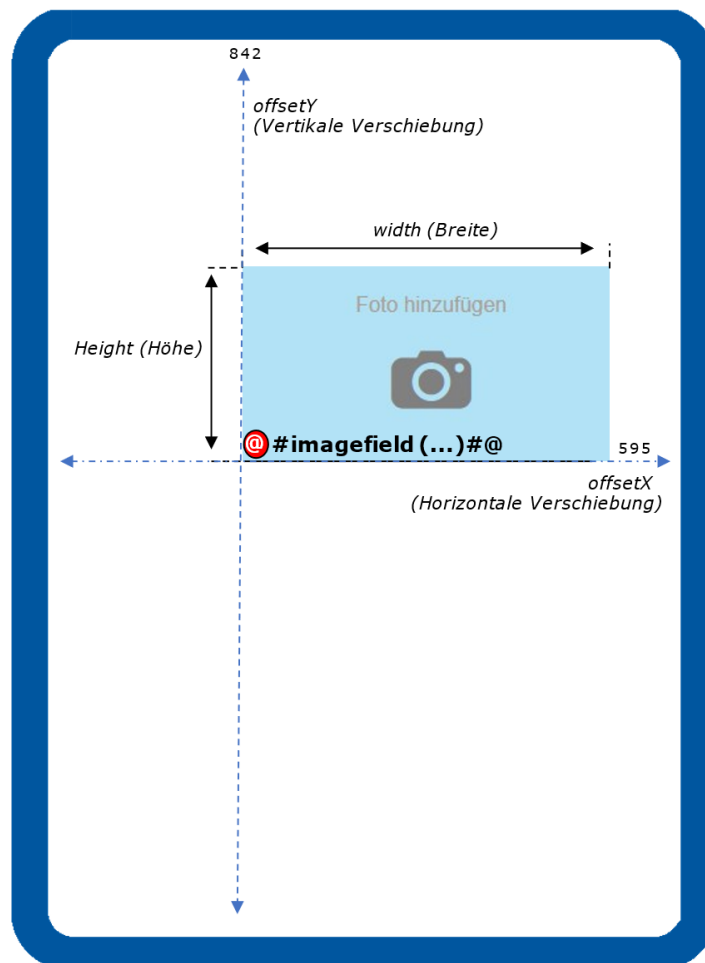 842
offsetY
(Vertikale Verschiebung)
width (Breite)
Foto hinzufügen
Height (Höhe)
@#imagefield (...)#@
595
offsetX
(Horizontale Verschiebung)